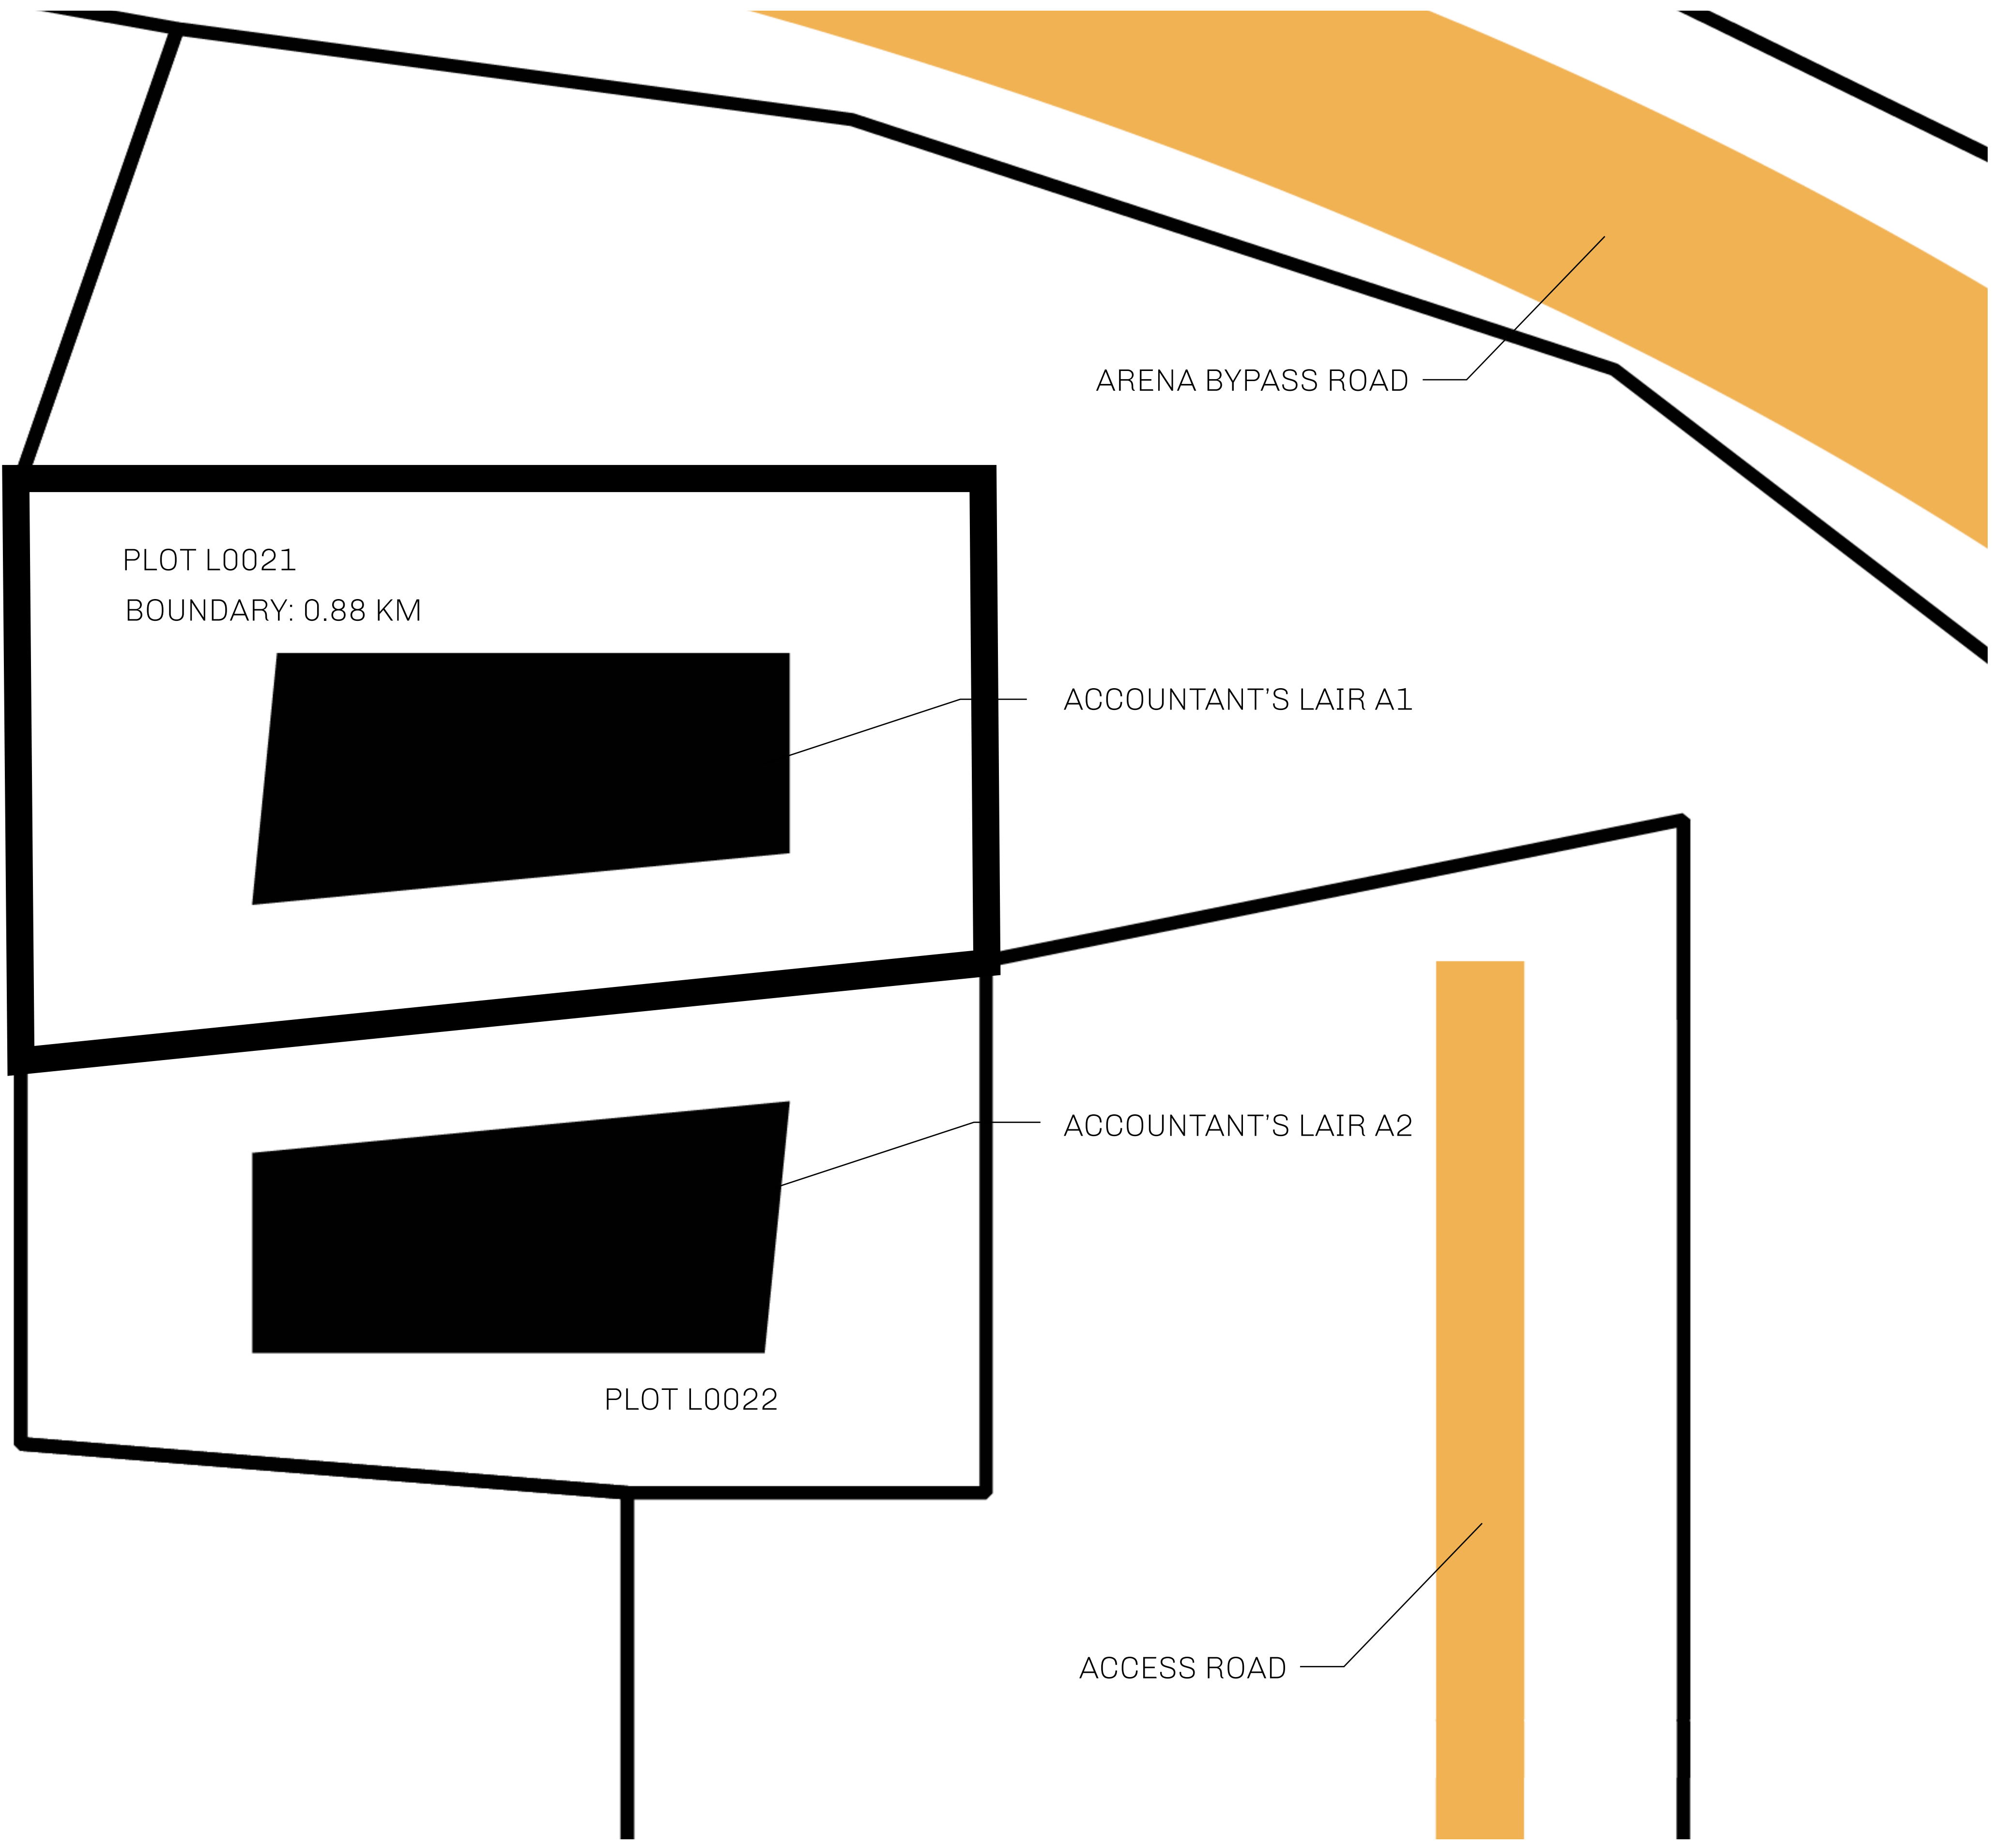 ARENA BYPASS ROAD
PLOT L0021
BOUNDARY: 0.88 KM
ACCOUNTANT'S LAIR A1
ACCOUNTANT'S LAIR A2
PLOT L0022
ACCESS ROAD